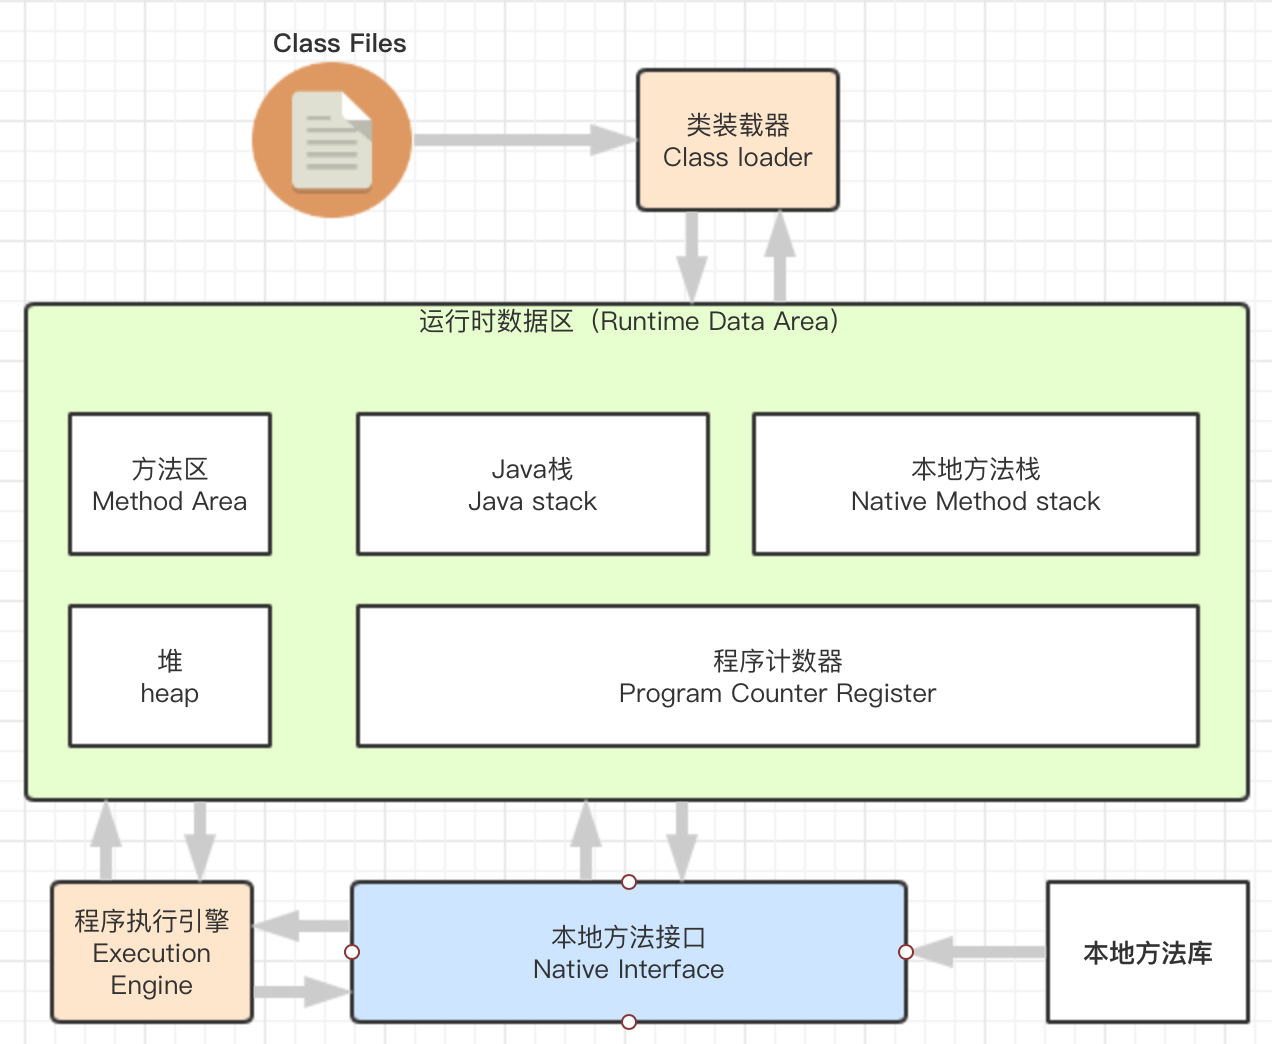 Class Files
类装载器
Class loader
运行时数据区（Runtime Data Area）
方法区
Method Area
Java栈
Java stack
本地方法栈
Native Method stack
堆
heap
程序计数器
Program Counter Register
程序执行引擎
Execution
Engine
本地方法接口
Native Interface
本地方法库